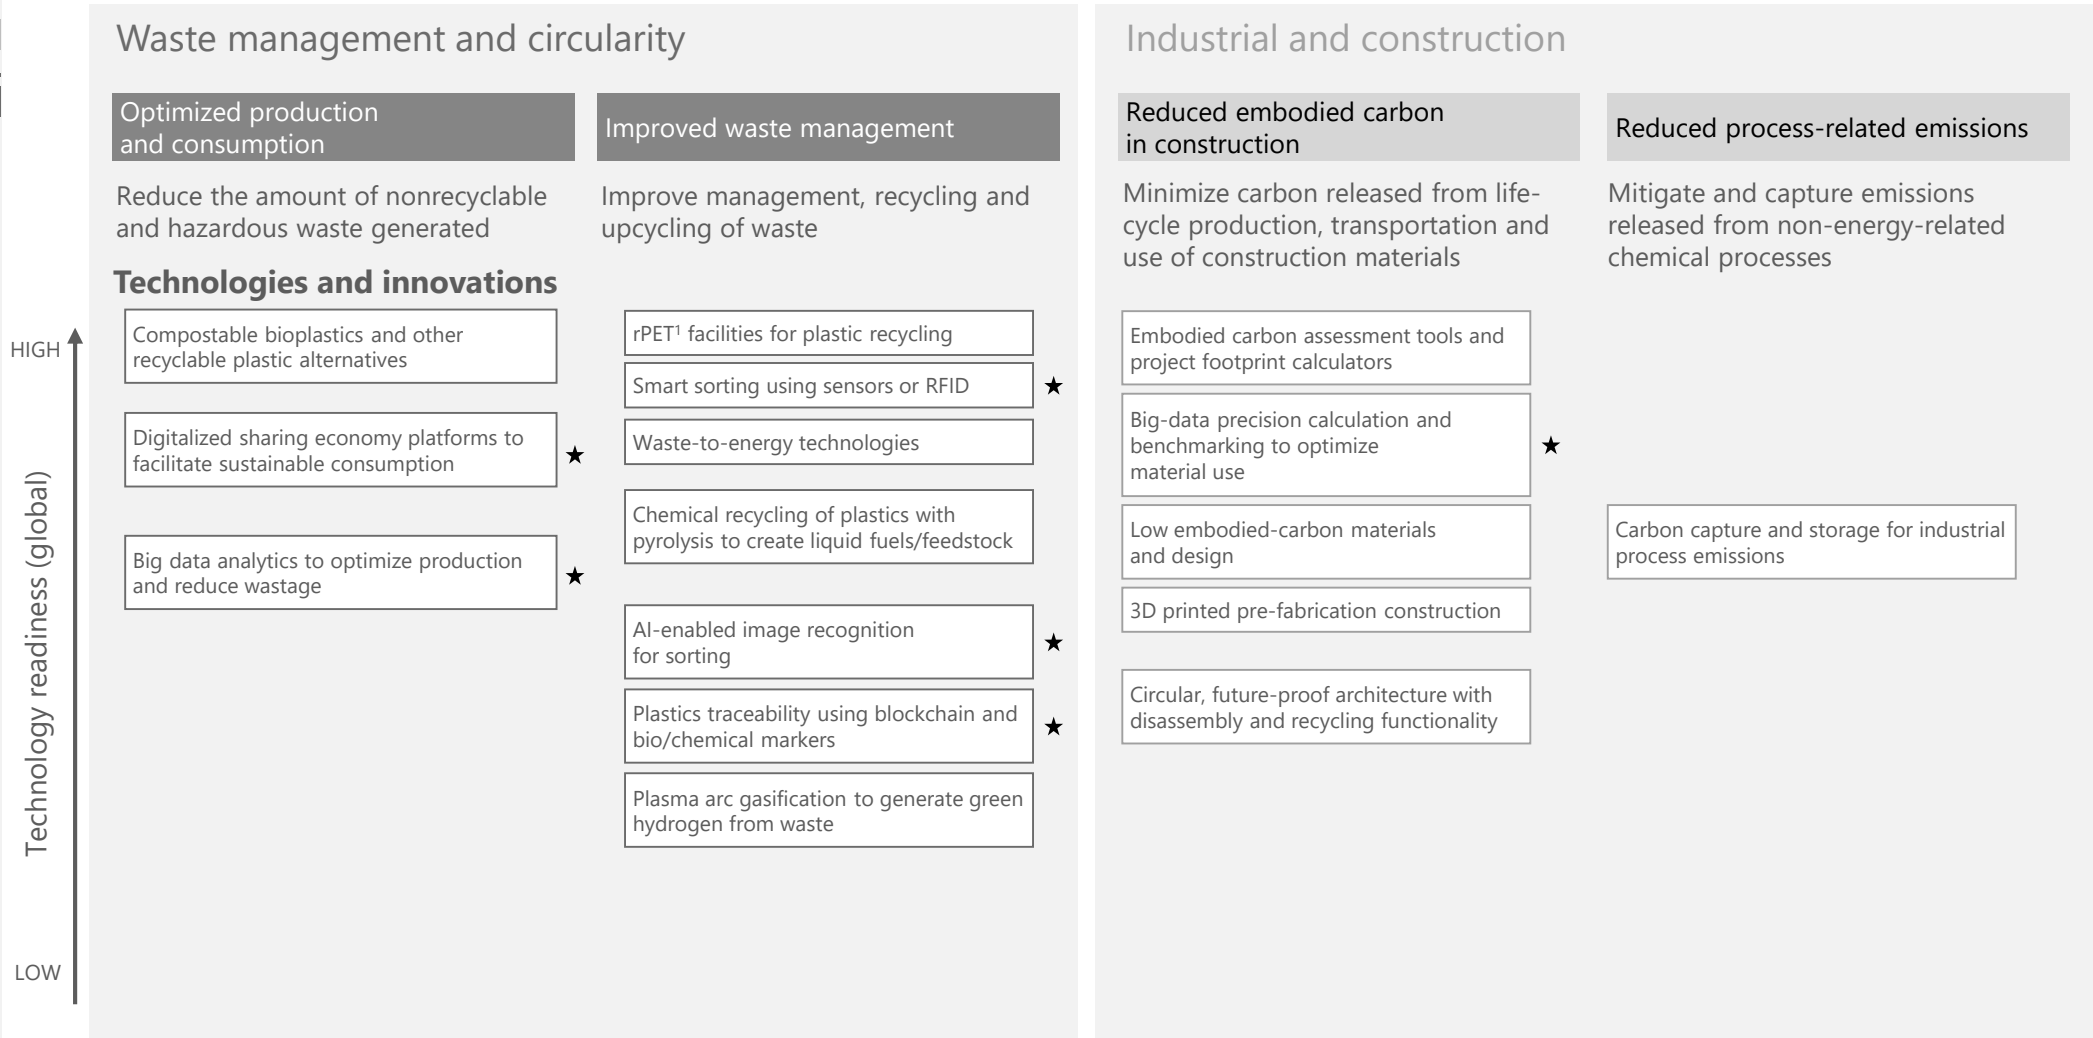 Waste management and circularity
Optimized production
and consumption
Reduce the amount of nonrecyclable
and hazardous waste generated
Improved waste management
Improve management, recycling and
upcycling of waste
Technologies and innovations
HIGH
Technology readiness (global)
LOW
Compostable bioplastics and other
recyclable plastic alternatives
Digitalized sharing economy platforms to
facilitate sustainable consumption
★
Big data analytics to optimize production
and reduce wastage
★
rPET¹ facilities for plastic recycling
Smart sorting using sensors or RFID
★
Waste-to-energy technologies
Chemical recycling of plastics with
pyrolysis to create liquid fuels/feedstock
AI-enabled image recognition
for sorting
★
Plastics traceability using blockchain and
bio/chemical markers
★
Plasma arc gasification to generate green
hydrogen from waste
Industrial and construction
Reduced embodied carbon
in construction
Minimize carbon released from life-
cycle production, transportation and
use of construction materials
Embodied carbon assessment tools and
project footprint calculators
Big-data precision calculation and
benchmarking to optimize
material use
★
Low embodied-carbon materials
and design
3D printed pre-fabrication construction
Circular, future-proof architecture with
disassembly and recycling functionality
Reduced process-related emissions
Mitigate and capture emissions
released from non-energy-related
chemical processes
Carbon capture and storage for industrial
process emissions